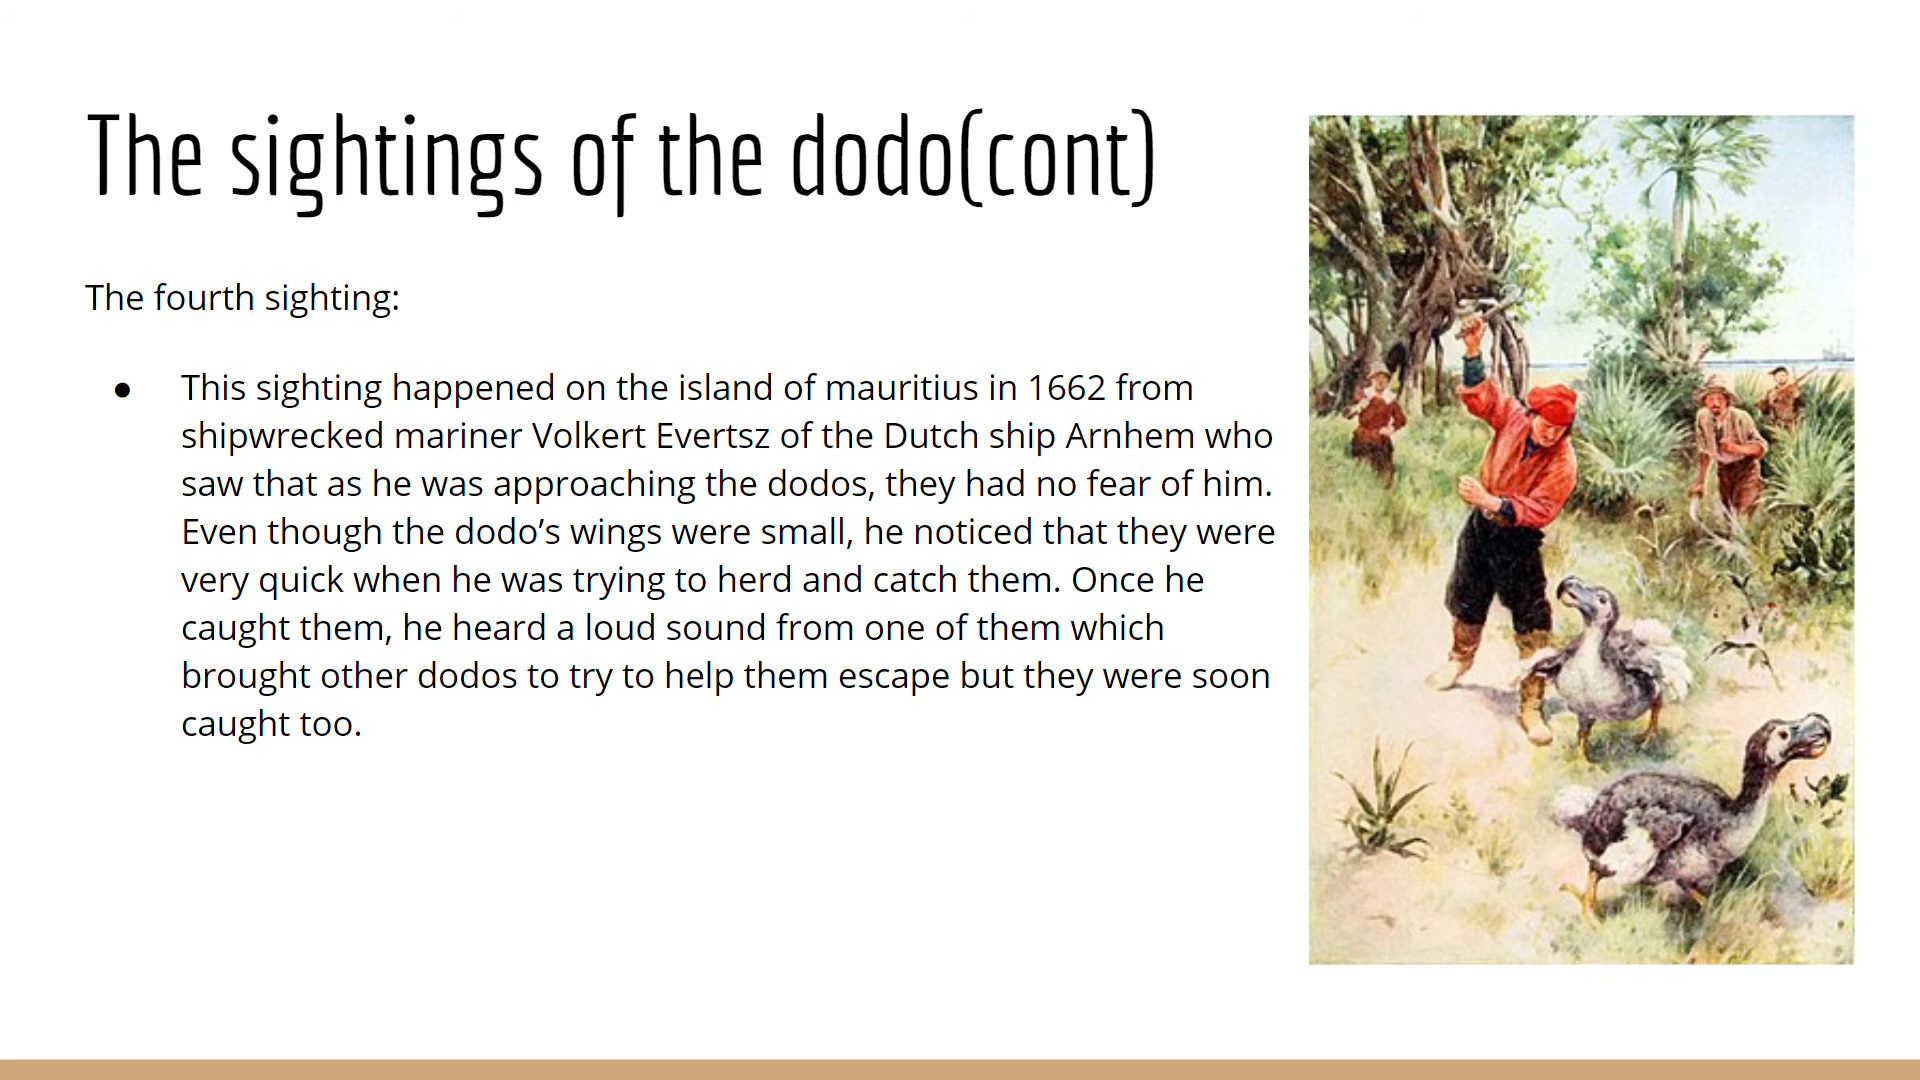 The sightings of the dodo(cont)
The fourth sighting:
● This sighting happened on the island of mauritius in 1662 from
shipwrecked mariner Volkert Evertsz of the Dutch ship Arnhem who
saw that as he was approaching the dodos, they had no fear of him.
Even though the dodo’s wings were small, he noticed that they were
very quick when he was trying to herd and catch them. Once he
caught them, he heard a loud sound from one of them which
brought other dodos to try to help them escape but they were soon
caught too.